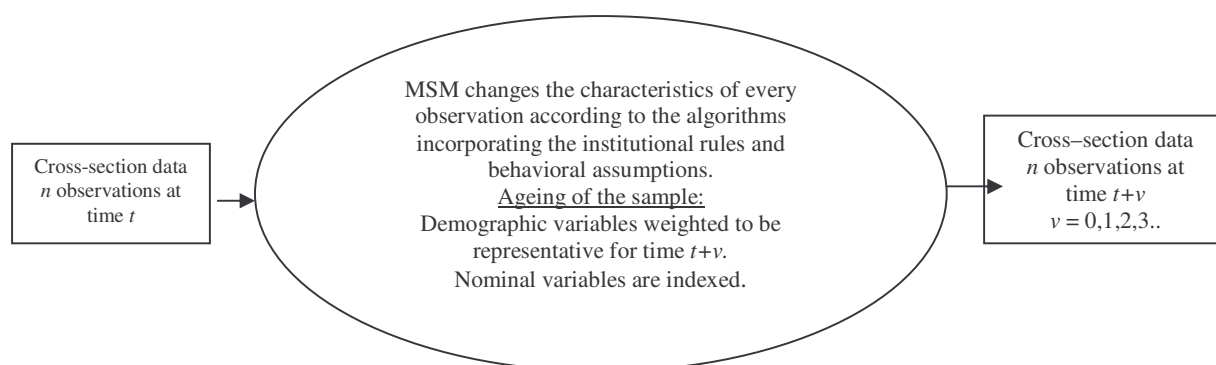 Cross-section data
n observations at
time t
MSM changes the characteristics of every
observation according to the algorithms
incorporating the institutional rules and
behavioral assumptions.
Ageing of the sample:
Demographic variables weighted to be
representative for time t+v.
Nominal variables are indexed.
Cross–section data
n observations at
time t+v
v = 0,1,2,3..